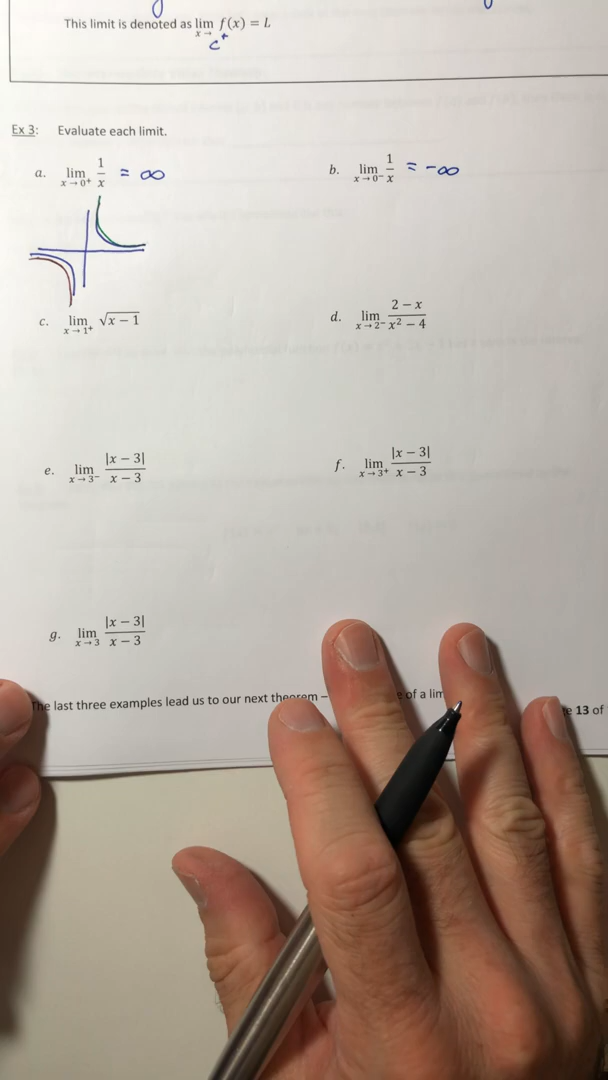 This limit is denoted as lim f(x) = L
x→
c⁺
Ex 3: Evaluate each limit.
a. lim x→0⁺ 1/x = ∞
b. lim x→0⁻ 1/x = -∞
c. lim x→1⁺ √(x − 1)
d. lim x→2⁻ (2 − x)/(x² − 4)
e. lim x→3⁻ |x − 3|/(x − 3)
f. lim x→3⁺ |x − 3|/(x − 3)
g. lim x→3 |x − 3|/(x − 3)
The last three examples lead us to our next theorem – e of a lim
e 13 of